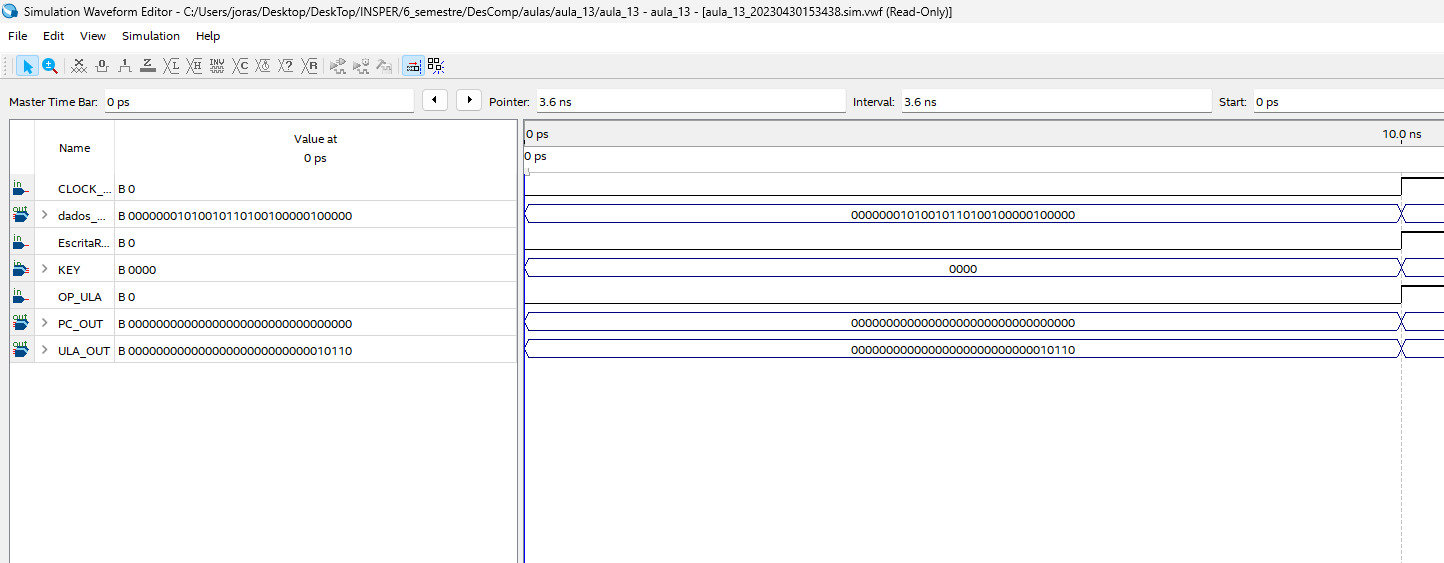 Simulation Waveform Editor - C:/Users/joras/Desktop/DeskTop/INSPER/6_semestre/DesComp/aulas/aula_13/aula_13 - aula_13 - [aula_13_20230430153438.sim.vwf (Read-Only)]
File Edit View Simulation Help
Master Time Bar: 0 ps Pointer: 3.6 ns Interval: 3.6 ns Start: 0 ps
Name Value at 0 ps 0 ps 10.0 ns
0 ps
in CLOCK_... B 0
out dados_... B 00000001010010110100100000100000 00000001010010110100100000100000
in EscritaR... B 0
in KEY B 0000 0000
in OP_ULA B 0
out PC_OUT B 00000000000000000000000000000000 00000000000000000000000000000000
out ULA_OUT B 00000000000000000000000000010110 00000000000000000000000000010110